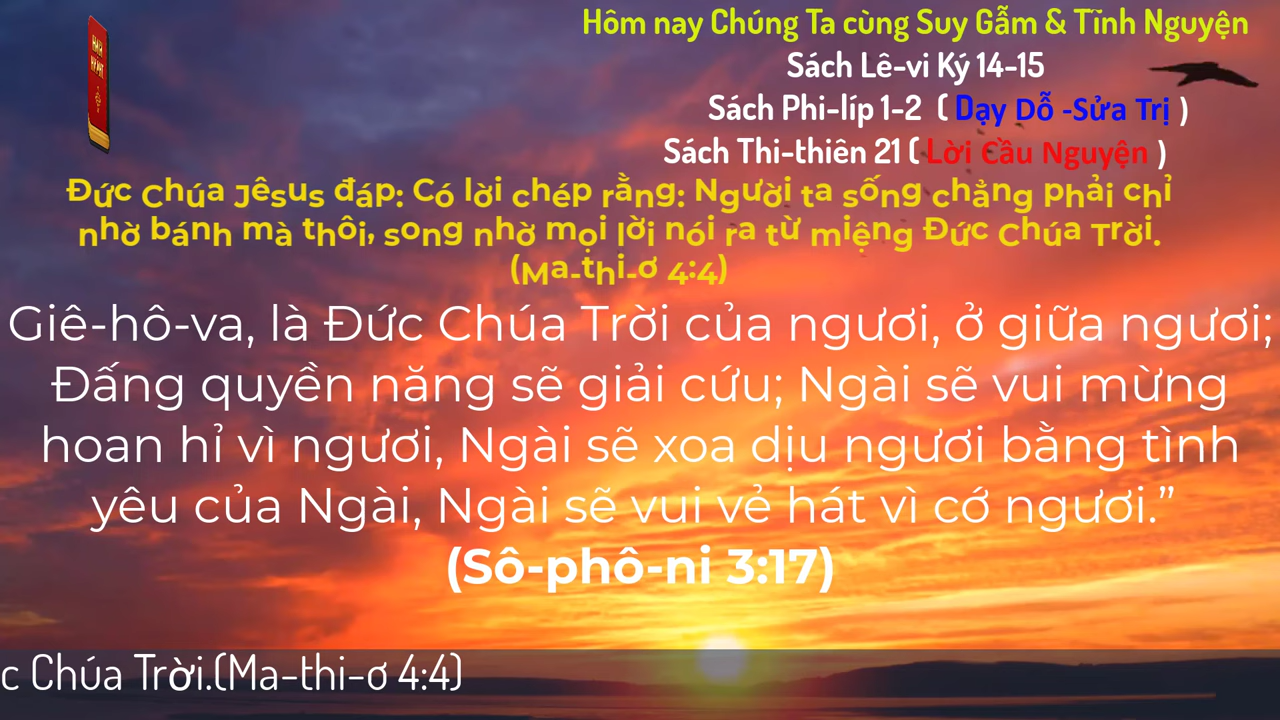 Hôm nay Chúng Ta cùng Suy Gẫm & Tĩnh Nguyện
Sách Lê-vi Ký 14-15
Sách Phi-líp 1-2 ( Dạy Dỗ -Sửa Trị )
Sách Thi-thiên 21 ( Lời Cầu Nguyện )
Đức Chúa Jêsus đáp: Có lời chép rằng: Người ta sống chẳng phải chỉ
nhờ bánh mà thôi, song nhờ mọi lời nói ra từ miệng Đức Chúa Trời.
(Ma-thi-ơ 4:4)
Giê-hô-va, là Đức Chúa Trời của ngươi, ở giữa ngươi;
Đấng quyền năng sẽ giải cứu; Ngài sẽ vui mừng
hoan hỉ vì ngươi, Ngài sẽ xoa dịu ngươi bằng tình
yêu của Ngài, Ngài sẽ vui vẻ hát vì cớ ngươi.”
(Sô-phô-ni 3:17)
c Chúa Trời.(Ma-thi-ơ 4:4)